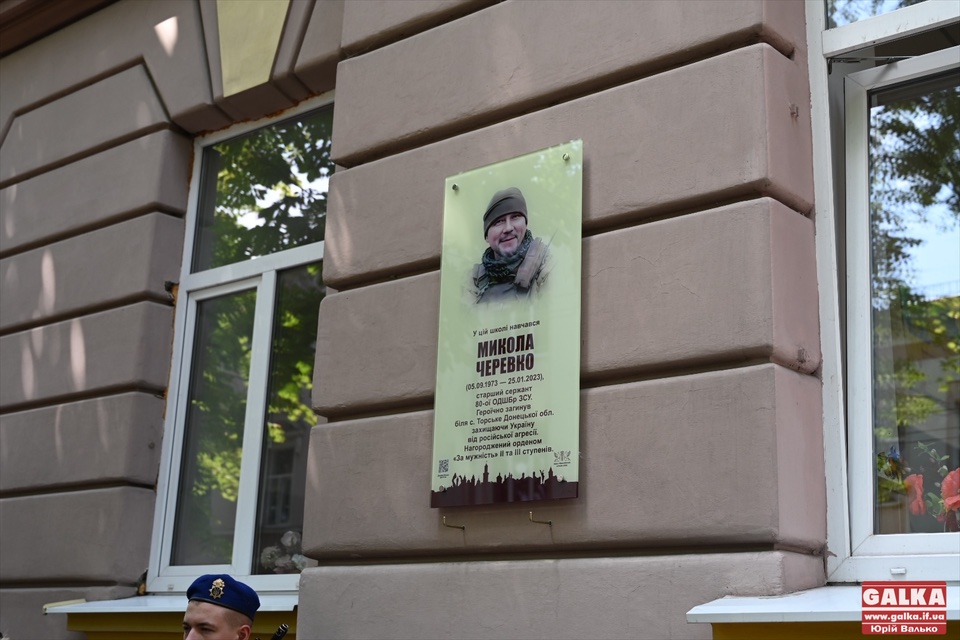 У цій школі навчався
МИКОЛА
ЧЕРЕВКО
(05.09.1973 — 25.01.2023),
старший сержант
80-ої ОДШБр ЗСУ.
Героїчно загинув
біля с. Торське Донецької обл.
захищаючи Україну
від російської агресії.
Нагороджений орденом
«За мужність» ІІ та ІІІ ступенів.
GALKA
www.galka.if.ua
Юрій Валько